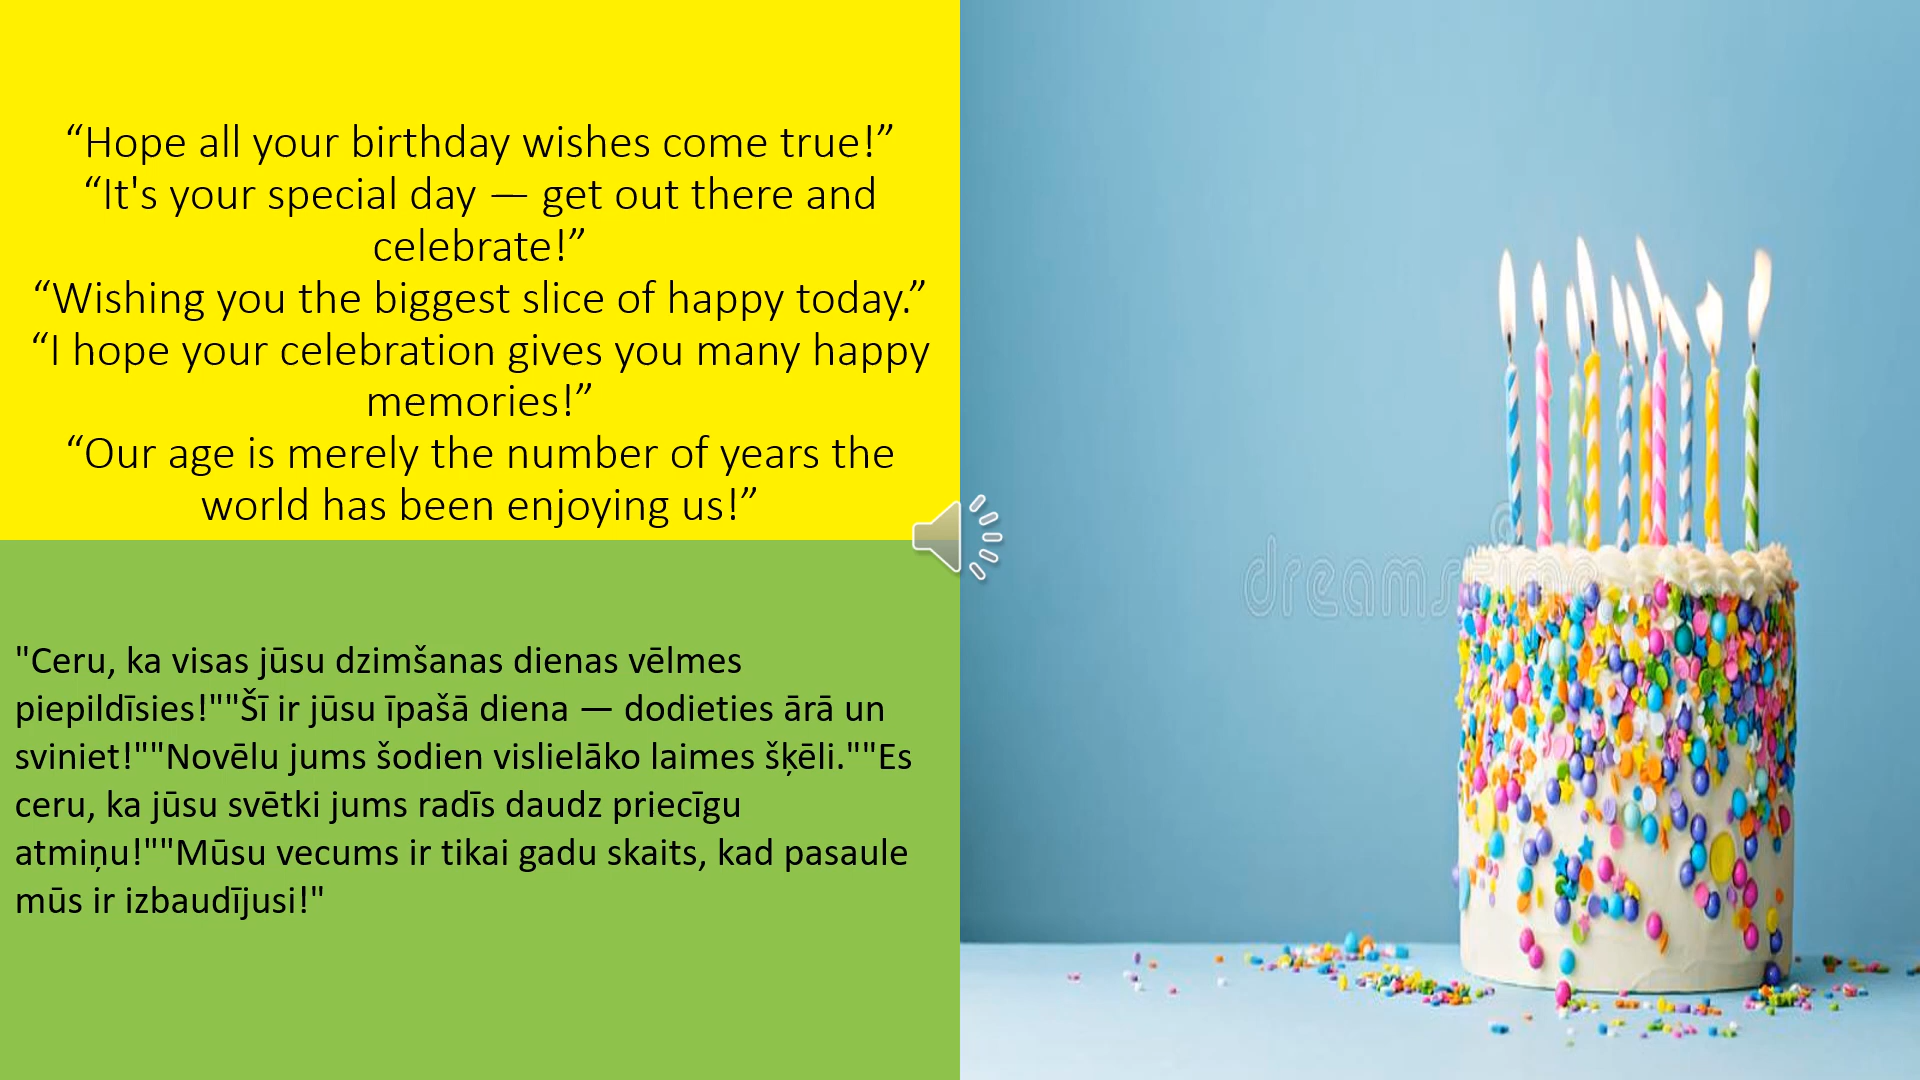 “Hope all your birthday wishes come true!”
“It's your special day — get out there and
celebrate!”
“Wishing you the biggest slice of happy today.”
“I hope your celebration gives you many happy
memories!”
“Our age is merely the number of years the
world has been enjoying us!”
"Ceru, ka visas jūsu dzimšanas dienas vēlmes
piepildīsies!""Šī ir jūsu īpašā diena — dodieties ārā un
sviniet!""Novēlu jums šodien vislielāko laimes šķēli.""Es
ceru, ka jūsu svētki jums radīs daudz priecīgu
atmiņu!""Mūsu vecums ir tikai gadu skaits, kad pasaule
mūs ir izbaudījusi!"
dreamstime